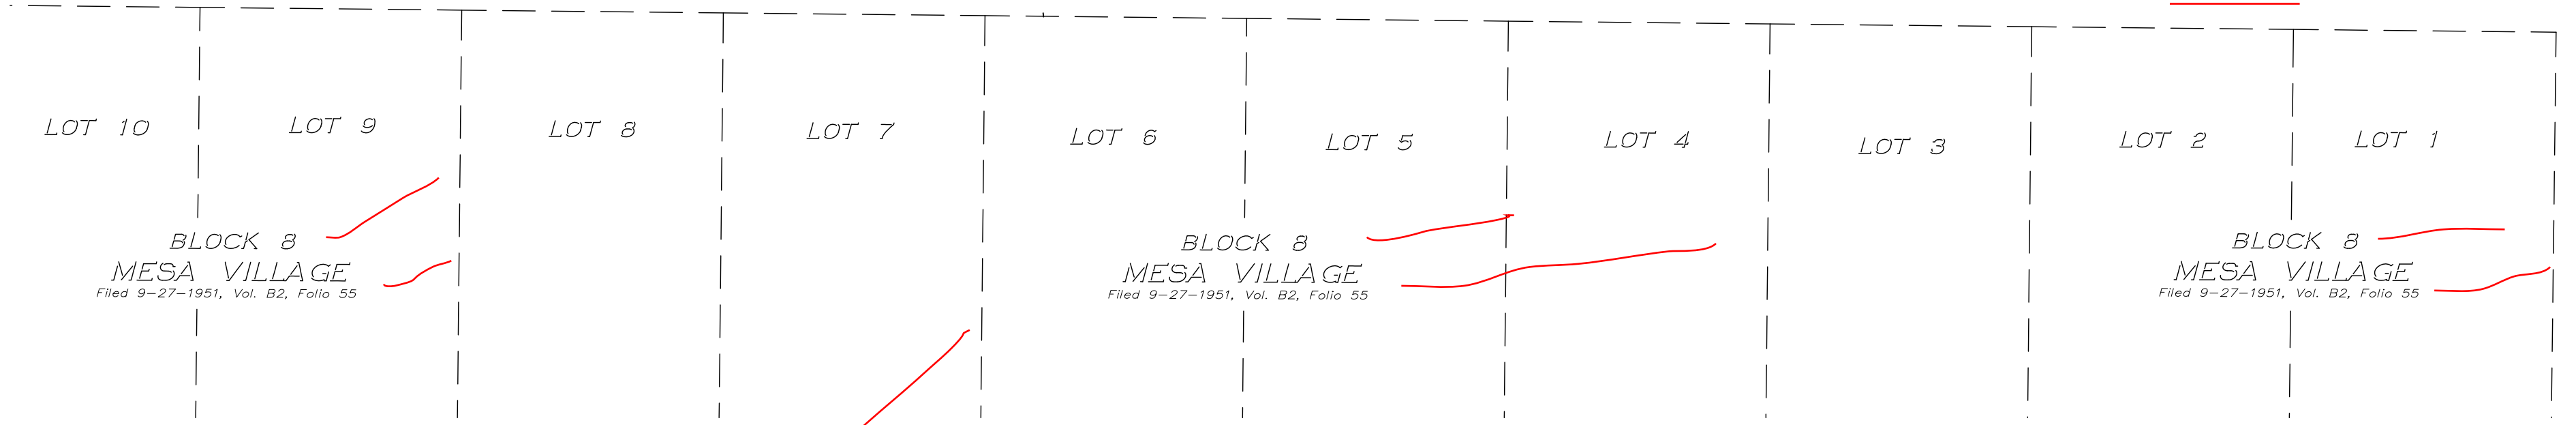 LOT 10
LOT 9
LOT 8
LOT 7
LOT 6
LOT 5
LOT 4
LOT 3
LOT 2
LOT 1
BLOCK 8
MESA VILLAGE
Filed 9-27-1951, Vol. B2, Folio 55
BLOCK 8
MESA VILLAGE
Filed 9-27-1951, Vol. B2, Folio 55
BLOCK 8
MESA VILLAGE
Filed 9-27-1951, Vol. B2, Folio 55